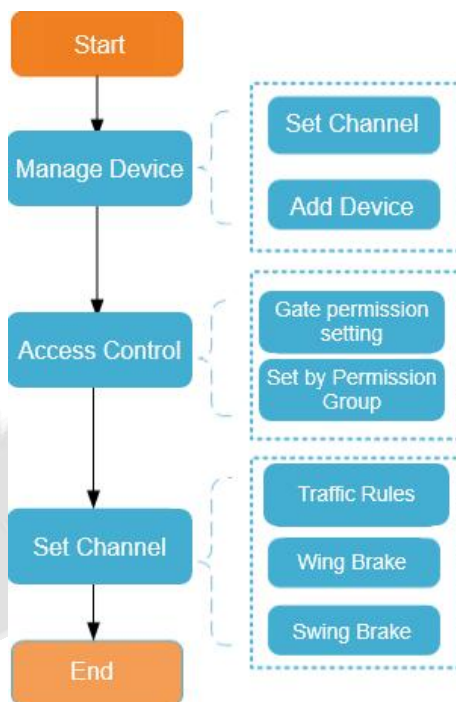 Start
Manage Device
Set Channel
Add Device
Access Control
Gate permission
setting
Set by Permission
Group
Set Channel
Traffic Rules
Wing Brake
Swing Brake
End